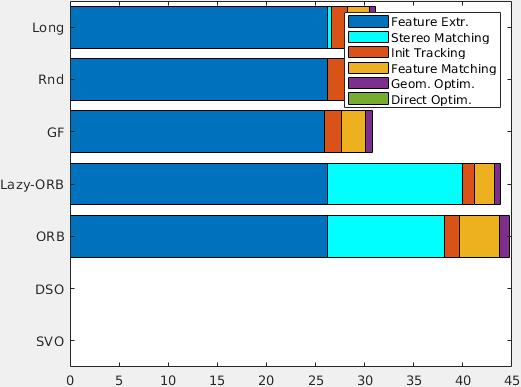 Long
Feature Extr.
Stereo Matching
Init Tracking
Feature Matching
Geom. Optim.
Direct Optim.
Rnd
GF
Lazy-ORB
ORB
DSO
SVO
0 5 10 15 20 25 30 35 40 45